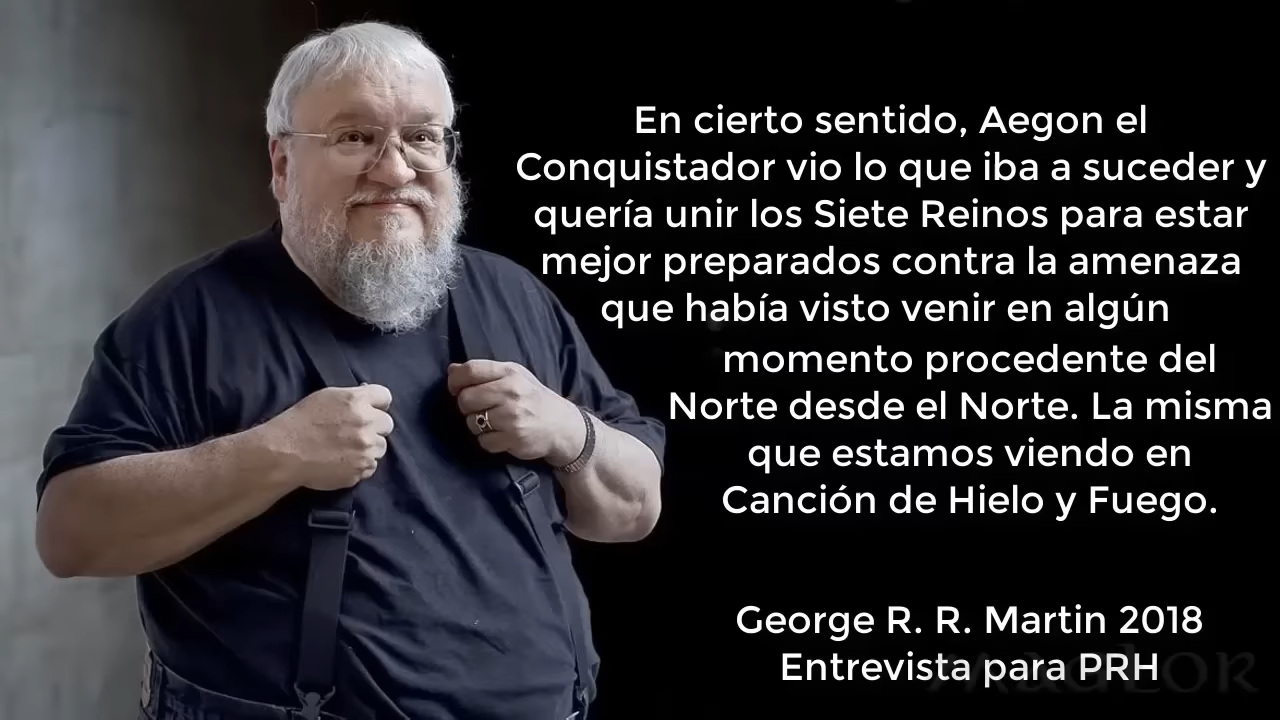 En cierto sentido, Aegon el
Conquistador vio lo que iba a suceder y
quería unir los Siete Reinos para estar
mejor preparados contra la amenaza
que había visto venir en algún
momento procedente del
Norte desde el Norte. La misma
que estamos viendo en
Canción de Hielo y Fuego.
George R. R. Martin 2018
Entrevista para PRH